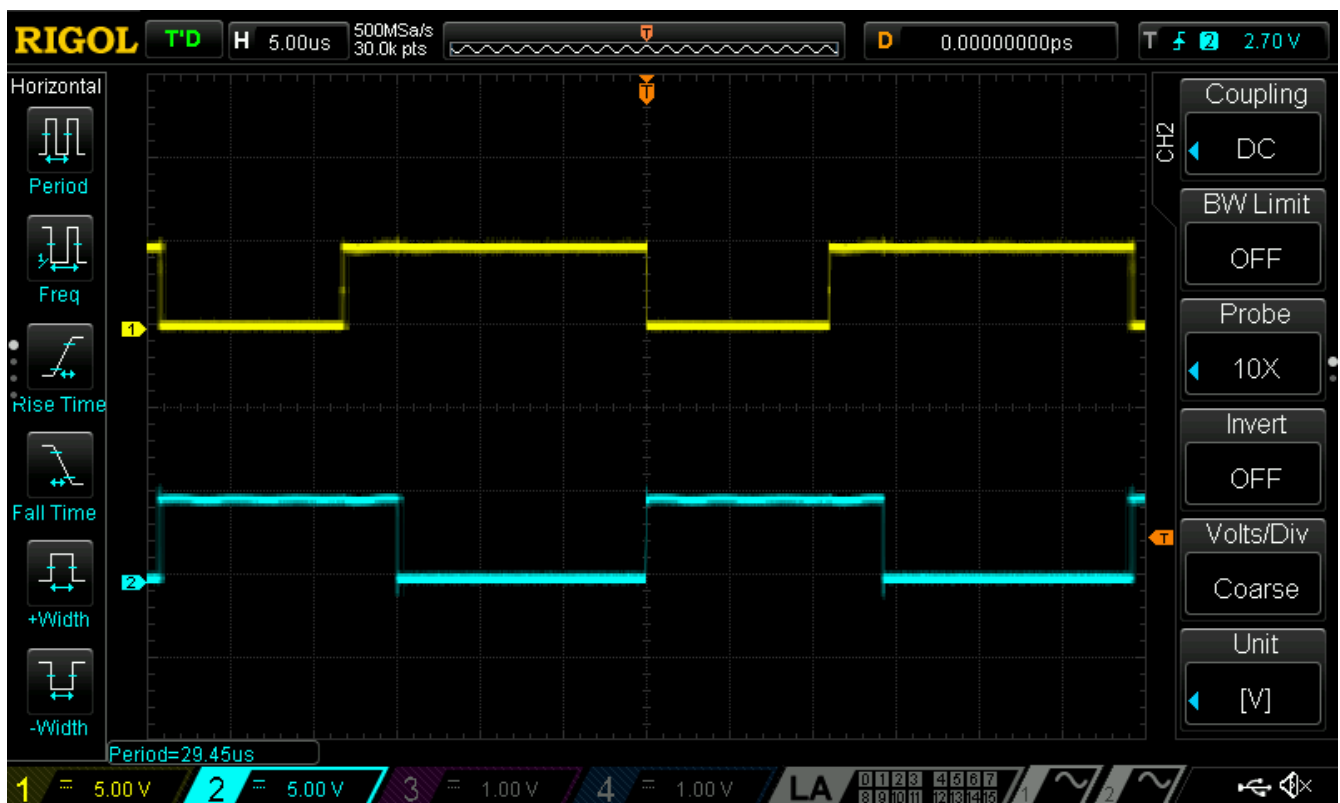 RIGOL T'D H 5.00us 500MSa/s 30.0k pts T D 0.00000000ps T 2 2.70 V
Horizontal
Period
Freq
Rise Time
Fall Time
+Width
-Width
T
1
2
T
CH2
Coupling
DC
BW Limit
OFF
Probe
10X
Invert
OFF
Volts/Div
Coarse
Unit
[V]
Period=29.45us
1 = 5.00 V 2 = 5.00 V 3 = 1.00 V 4 = 1.00 V LA 0 1 2 3 4 5 6 7 1 2
8 9 10 11 12 13 14 15